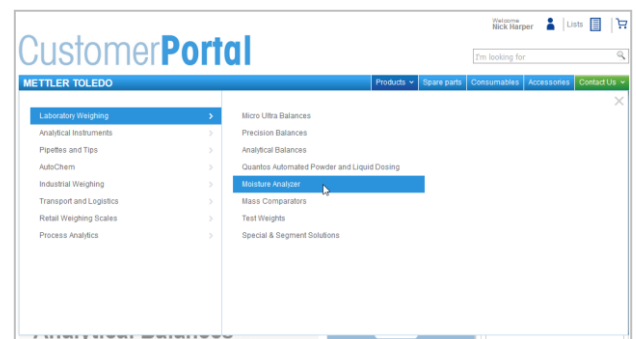 Welcome
Nick Harper
Lists
CustomerPortal
I'm looking for
METTLER TOLEDO
Products
Spare parts
Consumables
Accessories
Contact Us
Laboratory Weighing
Analytical Instruments
Pipettes and Tips
AutoChem
Industrial Weighing
Transport and Logistics
Retail Weighing Scales
Process Analytics
Micro Ultra Balances
Precision Balances
Analytical Balances
Quantos Automated Powder and Liquid Dosing
Moisture Analyzer
Mass Comparators
Test Weights
Special & Segment Solutions
Analytical Balances